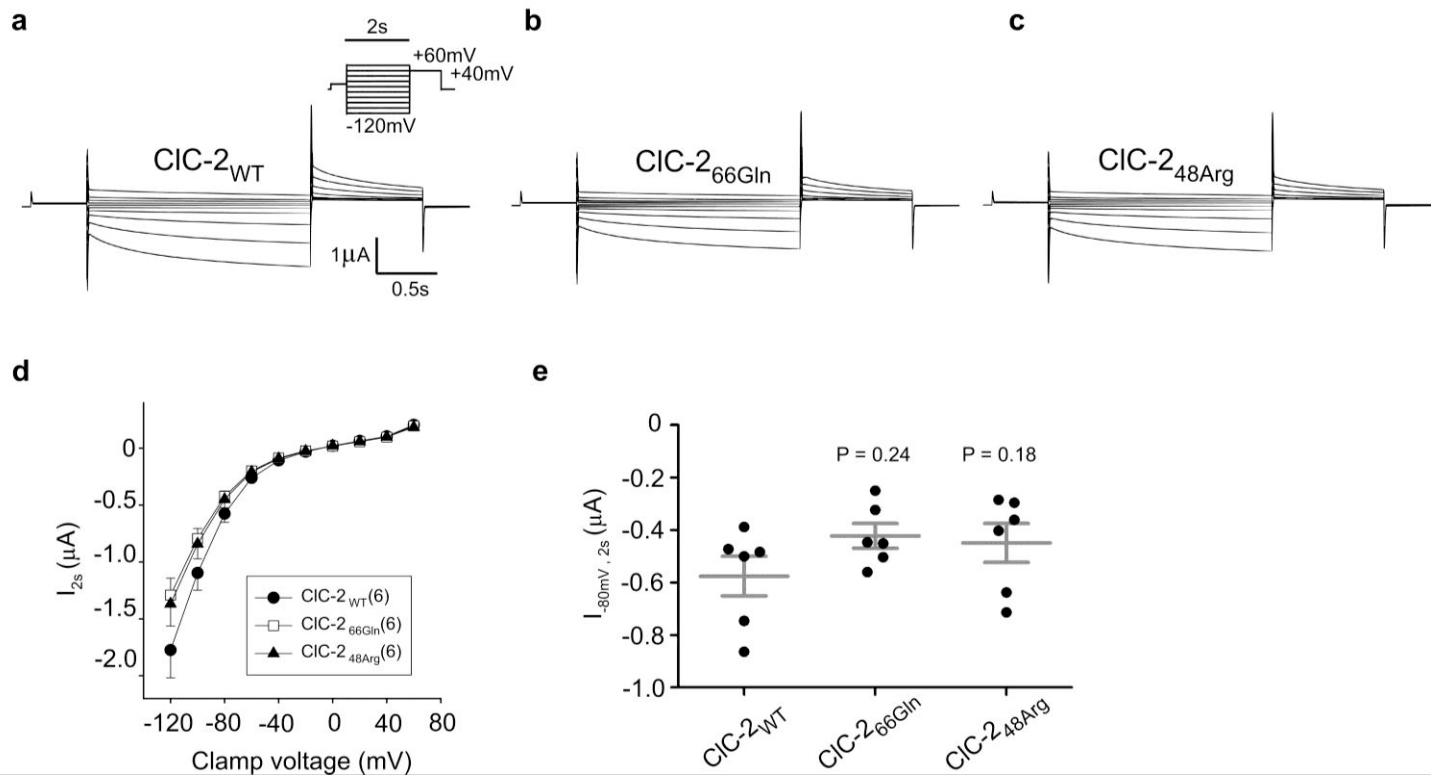 a
b
c
2s
+60mV
+40mV
-120mV
ClC-2WT
ClC-266Gln
ClC-248Arg
1μA
0.5s
d
e
0
-0.5
-1.0
-1.5
-2.0
I2s (μA)
ClC-2WT(6)
ClC-266Gln(6)
ClC-248Arg(6)
-120 -80 -40 0 40 80
Clamp voltage (mV)
0
-0.2
-0.4
-0.6
-0.8
-1.0
I-80mV, 2s (μA)
P = 0.24
P = 0.18
ClC-2WT
ClC-266Gln
ClC-248Arg